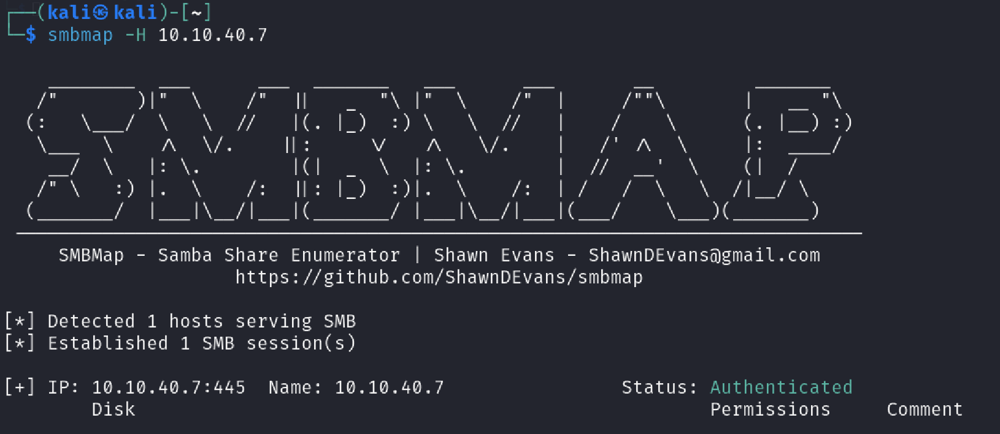 ┌──(kali㉿kali)-[~]
└─$ smbmap -H 10.10.40.7
    ________  ___      ___  _______   ___      ___       __         _______
   /"       )|"  \    /"  ||   _  "\ |"  \    /"  |     /""\       |   __ "\
  (:   \___/  \   \  //   |(. |_)  :) \   \  //   |    /    \      (. |__) :)
   \___  \    /\  \/.    ||:     \/   /\   \/.    |   /' /\  \     |:  ____/
    __/  \   |: \.        |(|  _  \  |: \.        |  //  __'  \    (|  /
   /" \   :) |.  \    /:  ||: |_)  :)|.  \    /:  | /   /  \   \  /|__/ \
  (_______/  |___|\__/|___|(_______/ |___|\__/|___|(___/    \___)(_______)
-----------------------------------------------------------------------------
SMBMap - Samba Share Enumerator | Shawn Evans - ShawnDEvans@gmail.com
https://github.com/ShawnDEvans/smbmap
[*] Detected 1 hosts serving SMB
[*] Established 1 SMB session(s)
[+] IP: 10.10.40.7:445 Name: 10.10.40.7 Status: Authenticated
Disk Permissions Comment